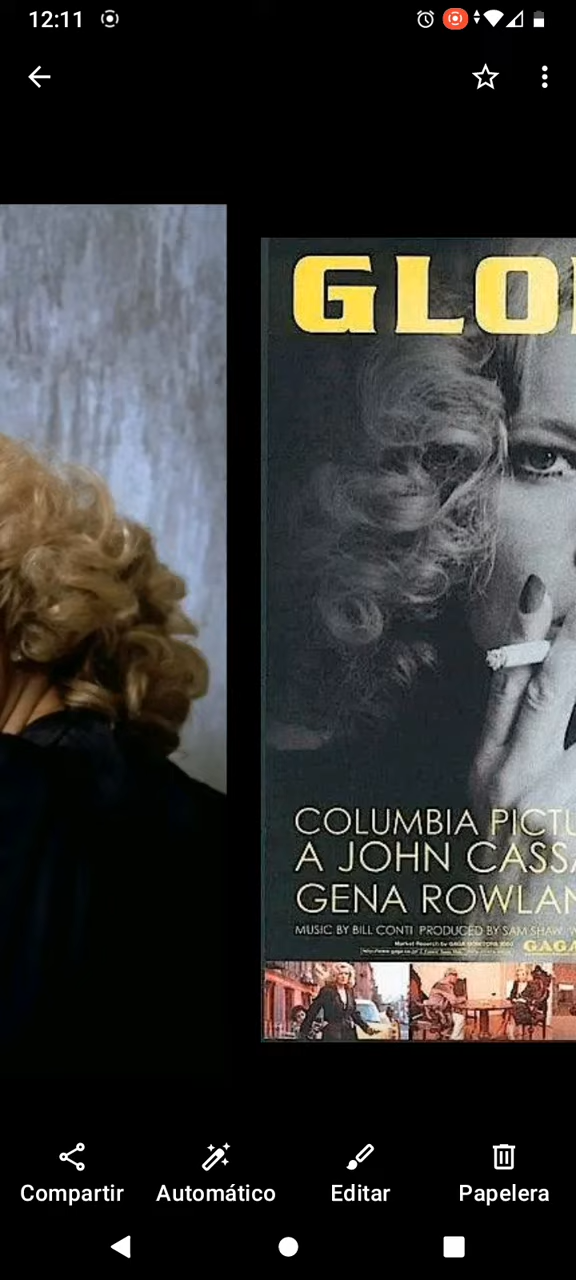 12:11
GLO
COLUMBIA PICTU
A JOHN CASSA
GENA ROWLAN
MUSIC BY BILL CONTI PRODUCED BY SAM SHAW
GAGA
Compartir
Automático
Editar
Papelera